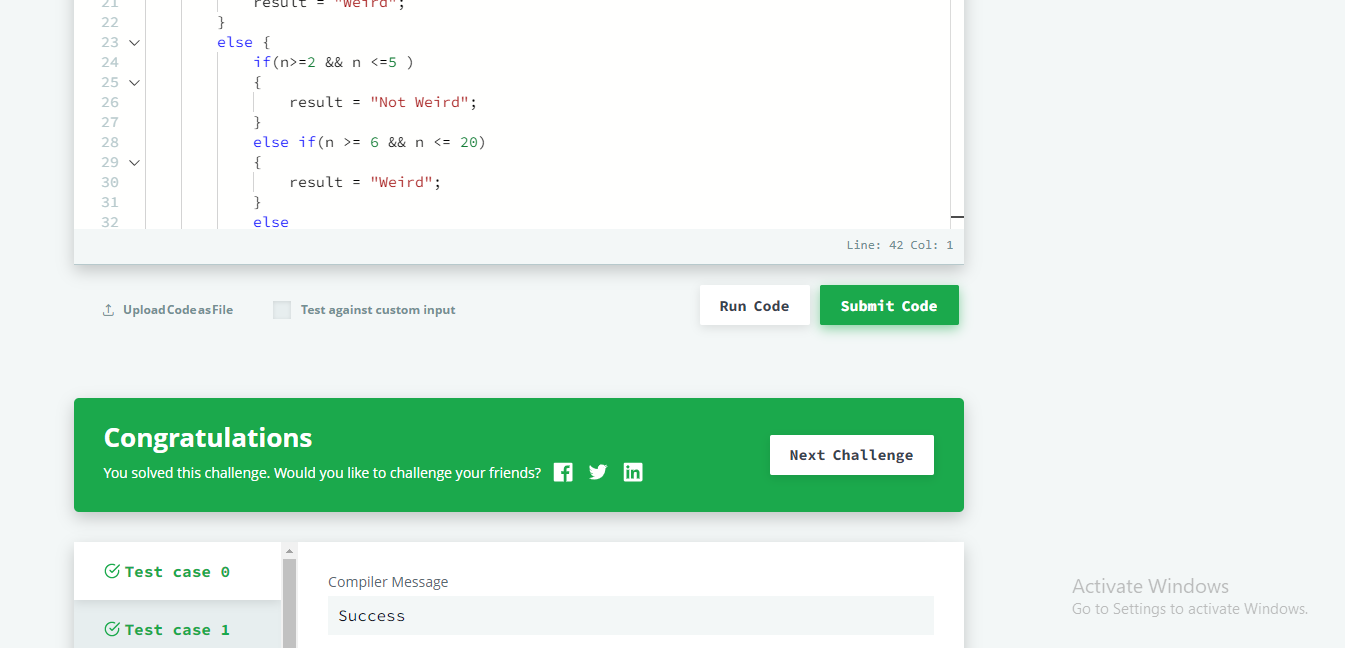 21 result = "Weird";
22 }
23 else {
24 if(n>=2 && n <=5 )
25 {
26 result = "Not Weird";
27 }
28 else if(n >= 6 && n <= 20)
29 {
30 result = "Weird";
31 }
32 else
Line: 42 Col: 1
Upload Code as File Test against custom input Run Code Submit Code
Congratulations
You solved this challenge. Would you like to challenge your friends?
Next Challenge
Test case 0
Compiler Message
Success
Test case 1
Activate Windows
Go to Settings to activate Windows.